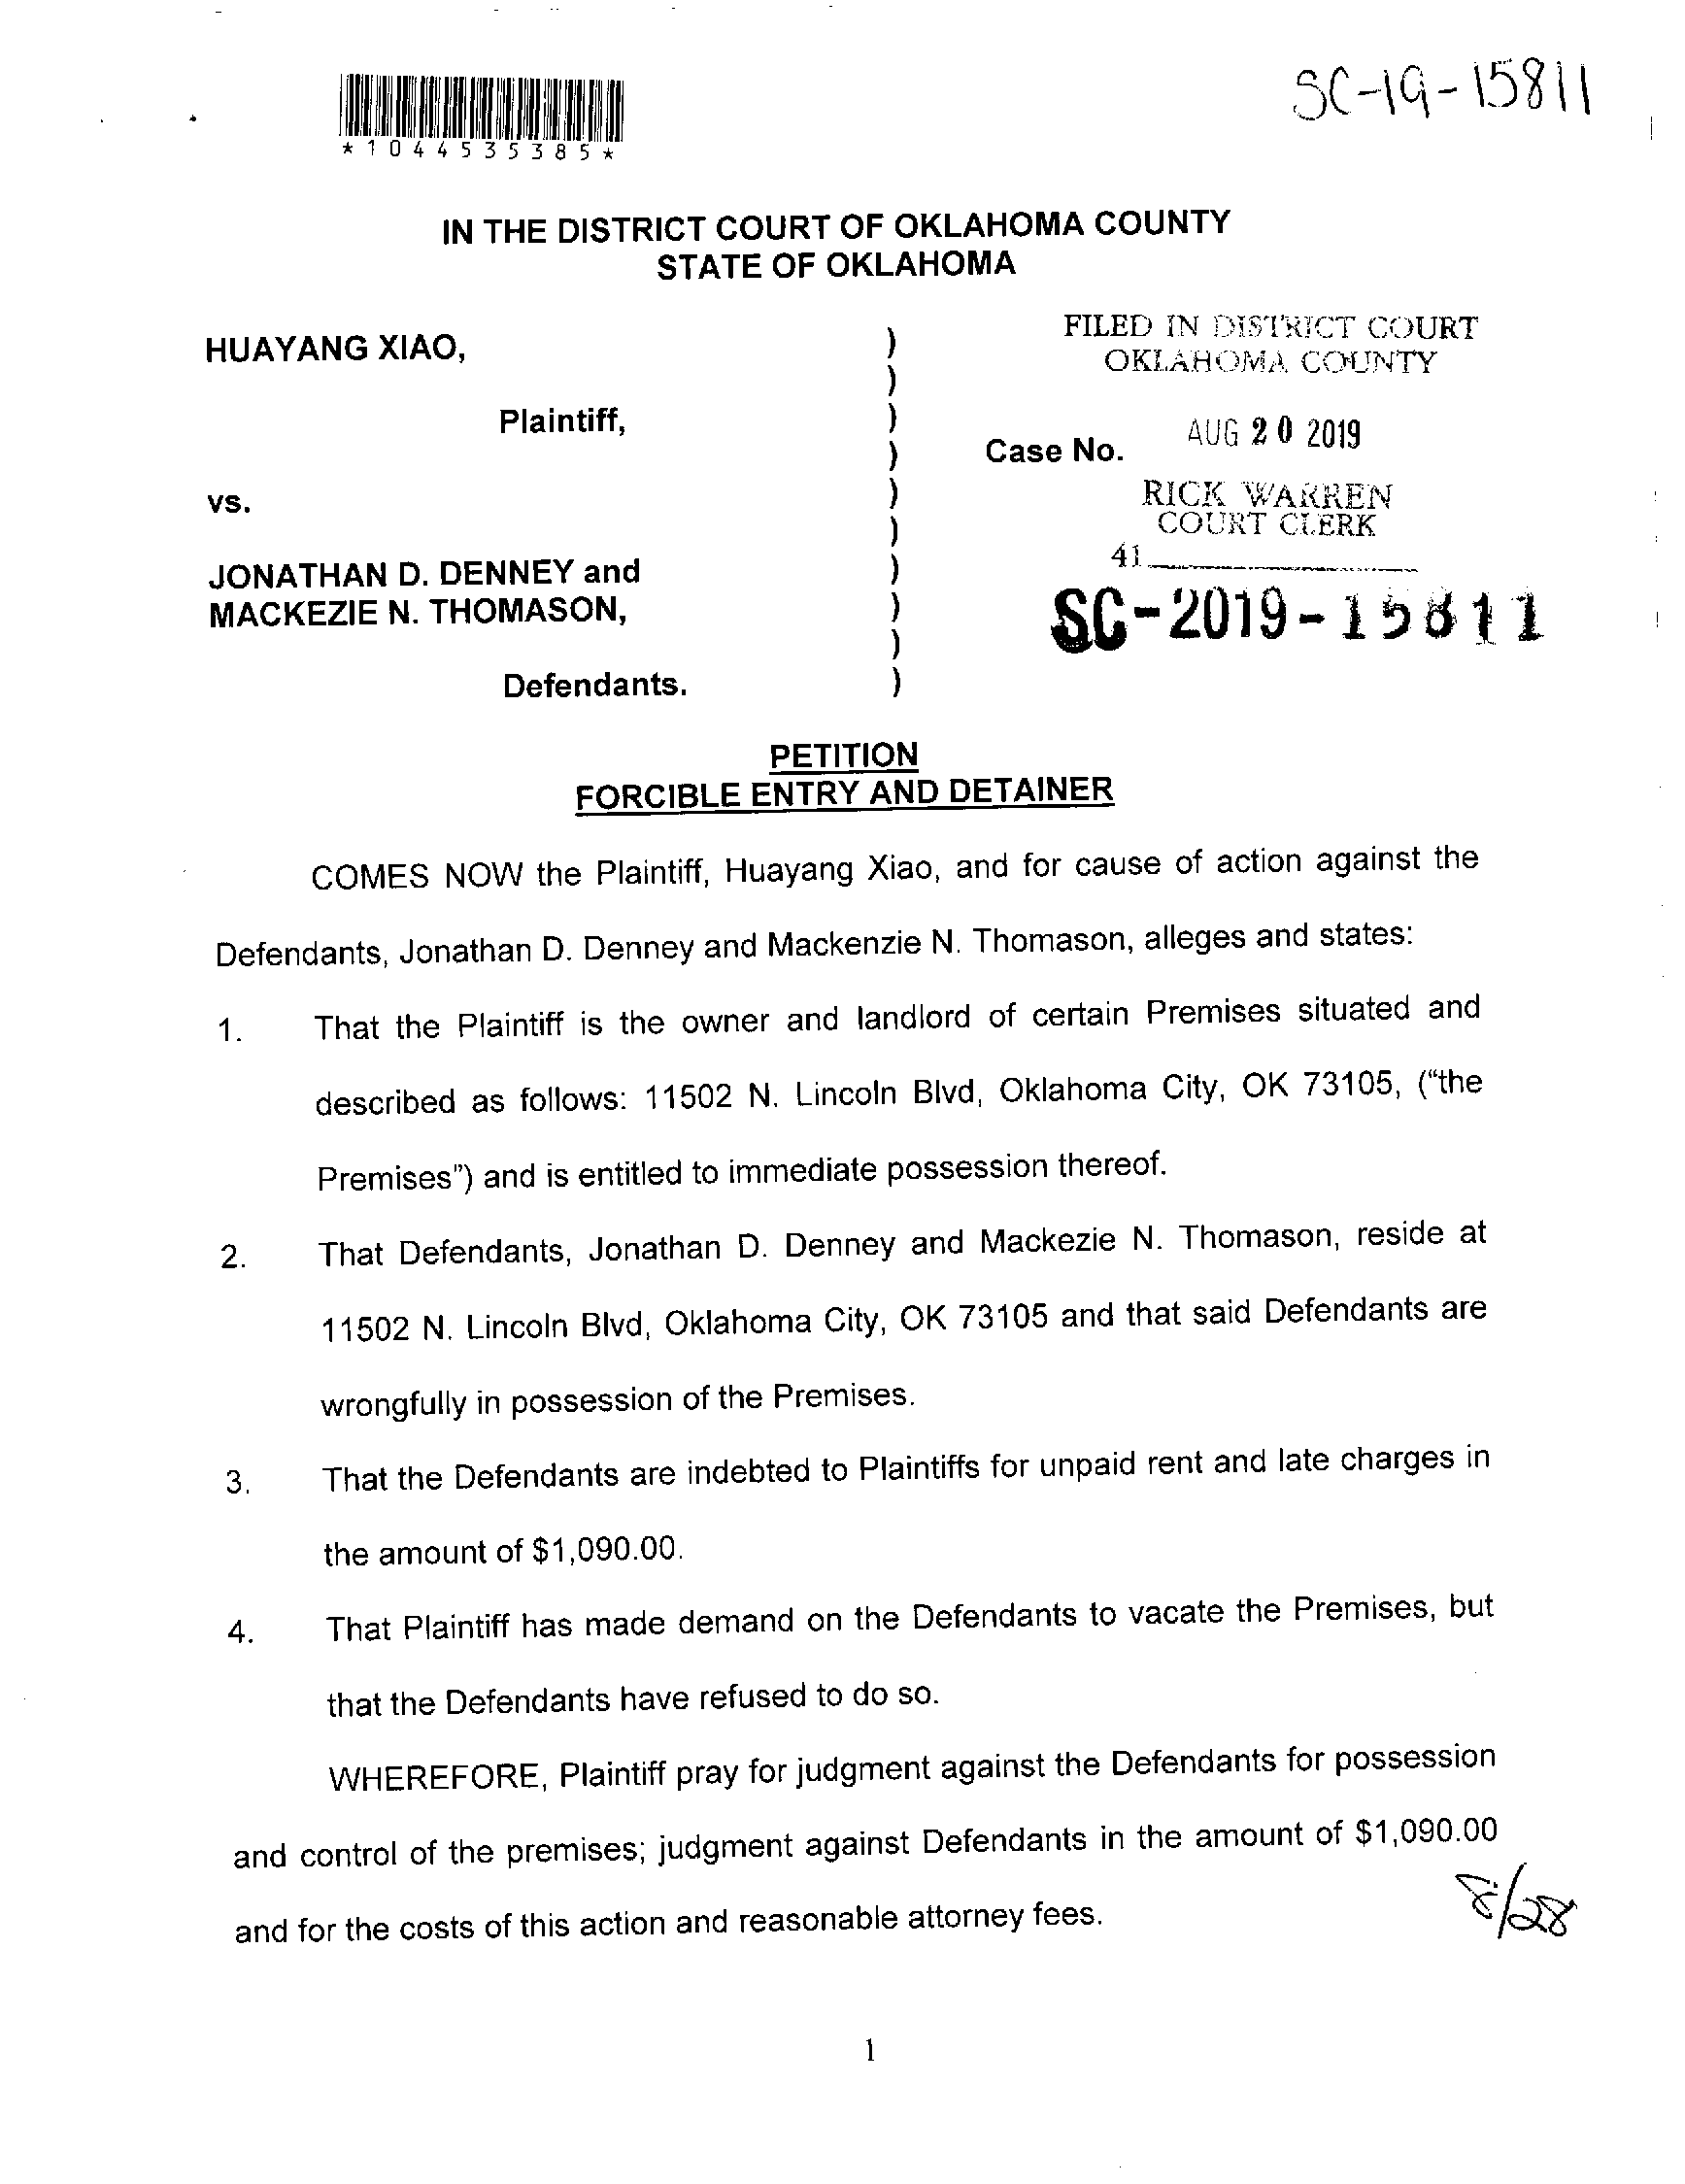 SC-19-15811
*1044535385*
IN THE DISTRICT COURT OF OKLAHOMA COUNTY
STATE OF OKLAHOMA
HUAYANG XIAO,
Plaintiff,
vs.
JONATHAN D. DENNEY and
MACKEZIE N. THOMASON,
Defendants.
)
)
)
)
)
)
)
)
)
)
FILED IN DISTRICT COURT
OKLAHOMA COUNTY
AUG 20 2019
Case No.
RICK WARREN
COURT CLERK
41
SC-2019-15811
PETITION
FORCIBLE ENTRY AND DETAINER
COMES NOW the Plaintiff, Huayang Xiao, and for cause of action against the
Defendants, Jonathan D. Denney and Mackenzie N. Thomason, alleges and states:
1. That the Plaintiff is the owner and landlord of certain Premises situated and
described as follows: 11502 N. Lincoln Blvd, Oklahoma City, OK 73105, (“the
Premises”) and is entitled to immediate possession thereof.
2. That Defendants, Jonathan D. Denney and Mackezie N. Thomason, reside at
11502 N. Lincoln Blvd, Oklahoma City, OK 73105 and that said Defendants are
wrongfully in possession of the Premises.
3. That the Defendants are indebted to Plaintiffs for unpaid rent and late charges in
the amount of $1,090.00.
4. That Plaintiff has made demand on the Defendants to vacate the Premises, but
that the Defendants have refused to do so.
WHEREFORE, Plaintiff pray for judgment against the Defendants for possession
and control of the premises; judgment against Defendants in the amount of $1,090.00
and for the costs of this action and reasonable attorney fees.
8/28
1